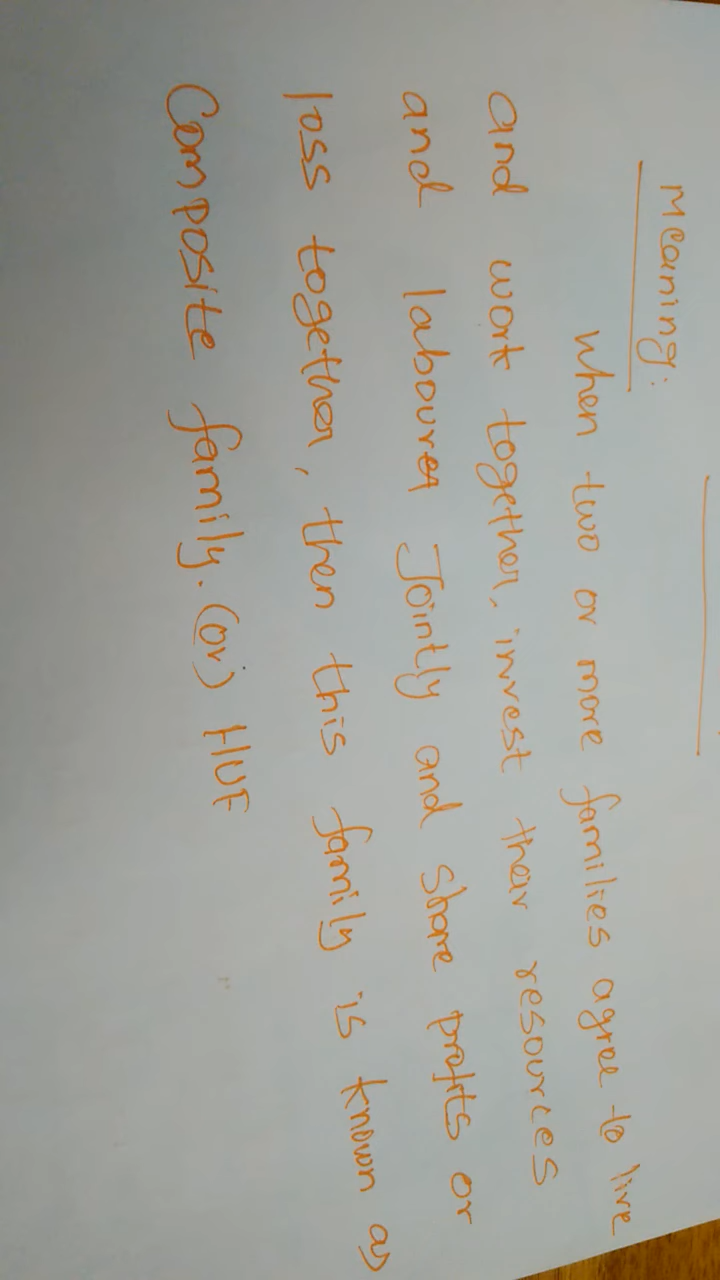 Meaning:
When two or more families agree to live
and work together, invest their resources
and labourer Jointly and share profits or
loss together, then this family is known as
Composite family. (or) HUF